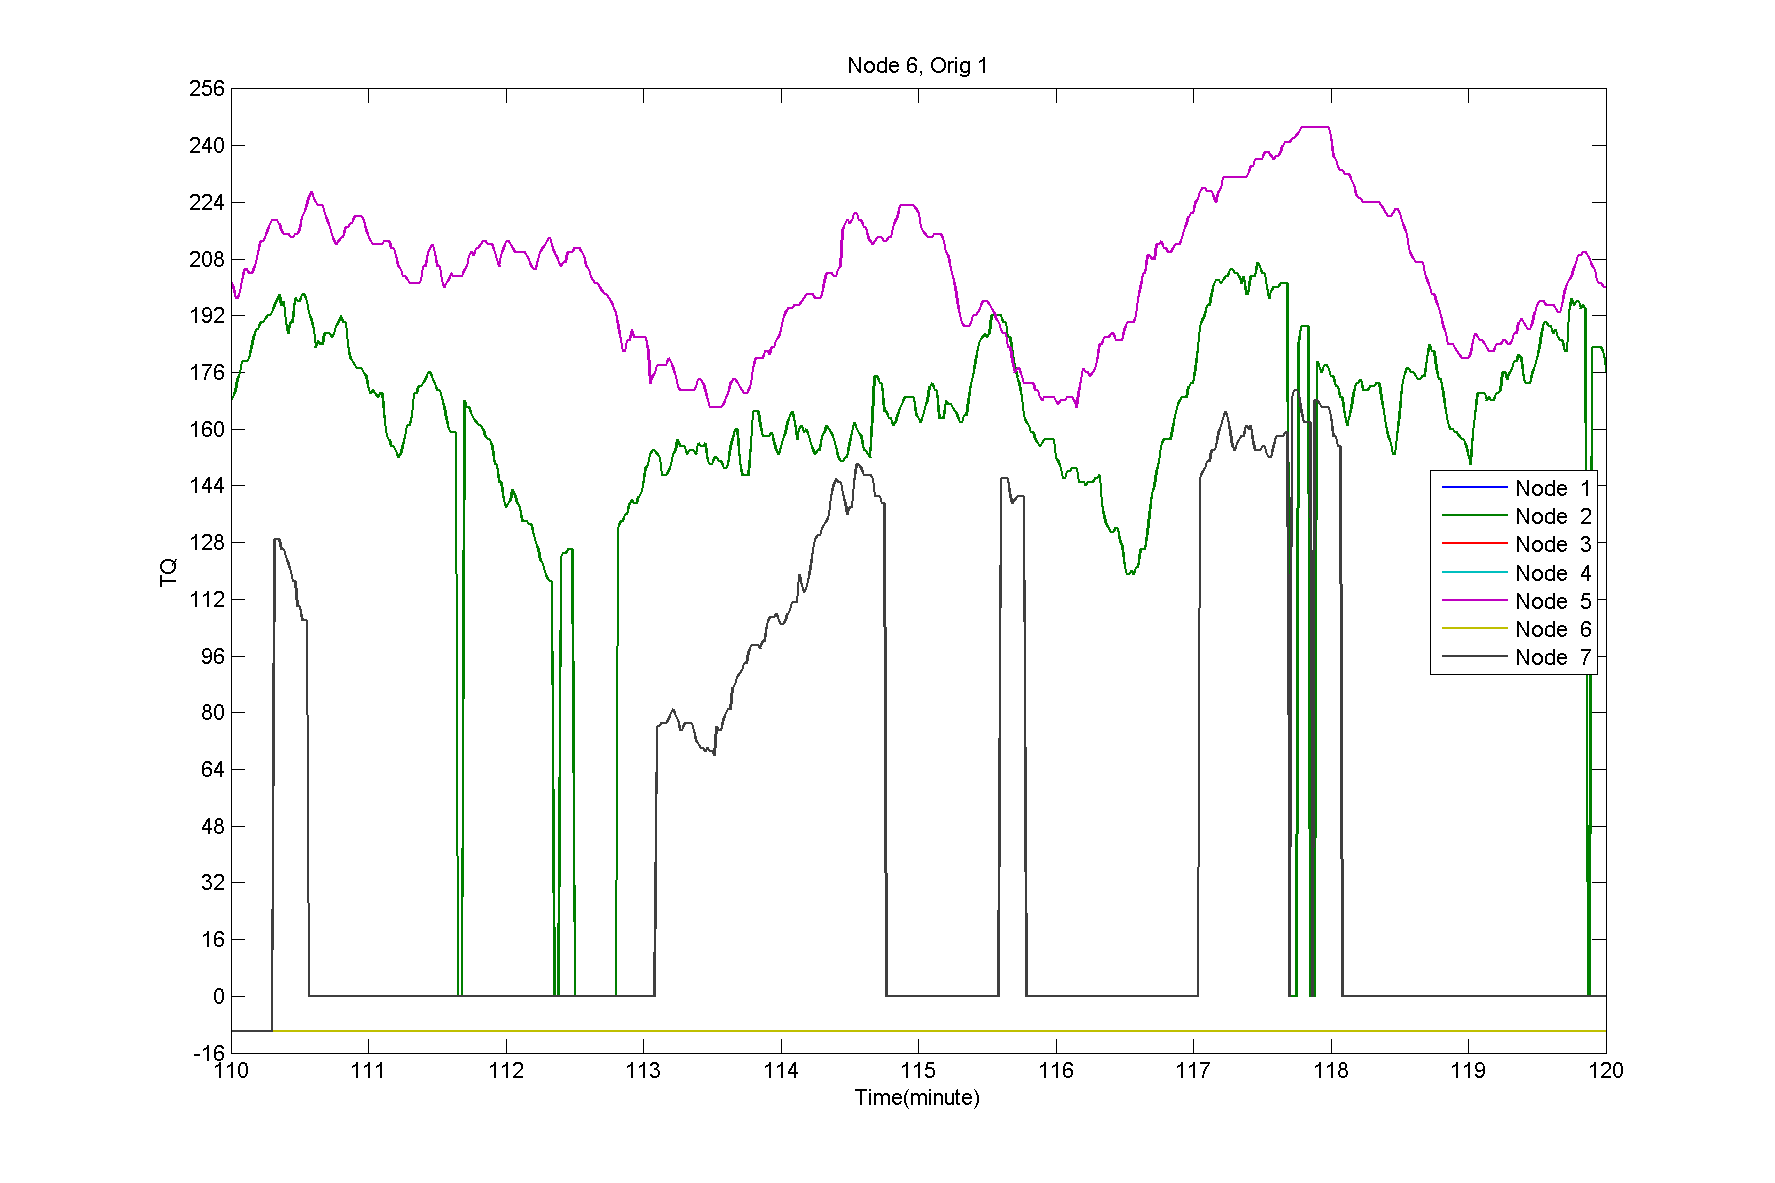 Node 6, Orig 1
256
240
224
208
192
176
160
144
128
112
96
80
64
48
32
16
0
-16
TQ
110 111 112 113 114 115 116 117 118 119 120
Time(minute)
Node 1
Node 2
Node 3
Node 4
Node 5
Node 6
Node 7